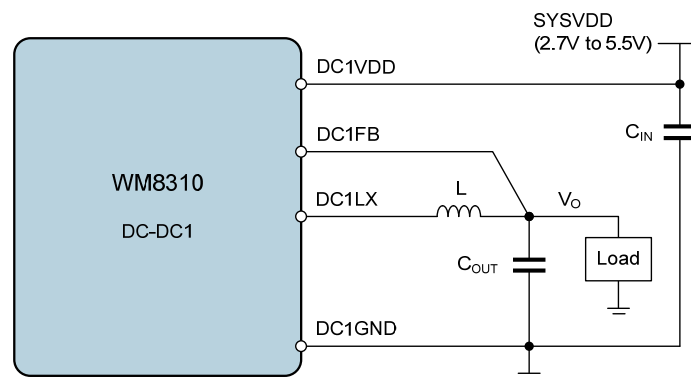 SYSVDD
(2.7V to 5.5V)
DC1VDD
DC1FB
WM8310
DC-DC1
DC1LX
L
VO
CIN
COUT
Load
DC1GND